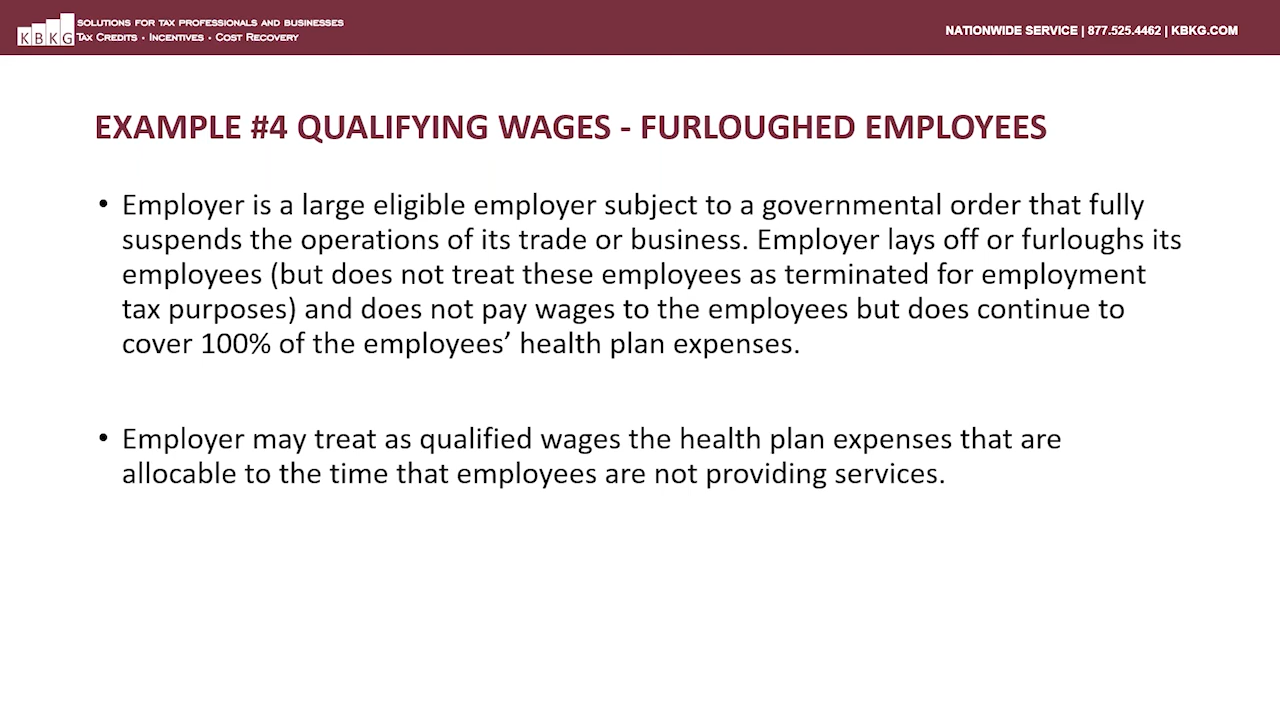 KBKG
SOLUTIONS FOR TAX PROFESSIONALS AND BUSINESSES
TAX CREDITS • INCENTIVES • COST RECOVERY
NATIONWIDE SERVICE | 877.525.4462 | KBKG.COM
EXAMPLE #4 QUALIFYING WAGES - FURLOUGHED EMPLOYEES
• Employer is a large eligible employer subject to a governmental order that fully
suspends the operations of its trade or business. Employer lays off or furloughs its
employees (but does not treat these employees as terminated for employment
tax purposes) and does not pay wages to the employees but does continue to
cover 100% of the employees’ health plan expenses.
• Employer may treat as qualified wages the health plan expenses that are
allocable to the time that employees are not providing services.